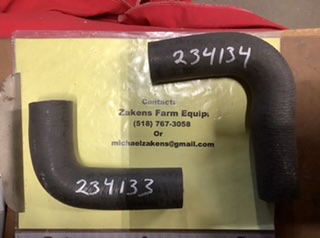 234134
Contact:
Zakens Farm Equip.
(518) 767-3058
Or
michaelzakens@gmail.com
234133